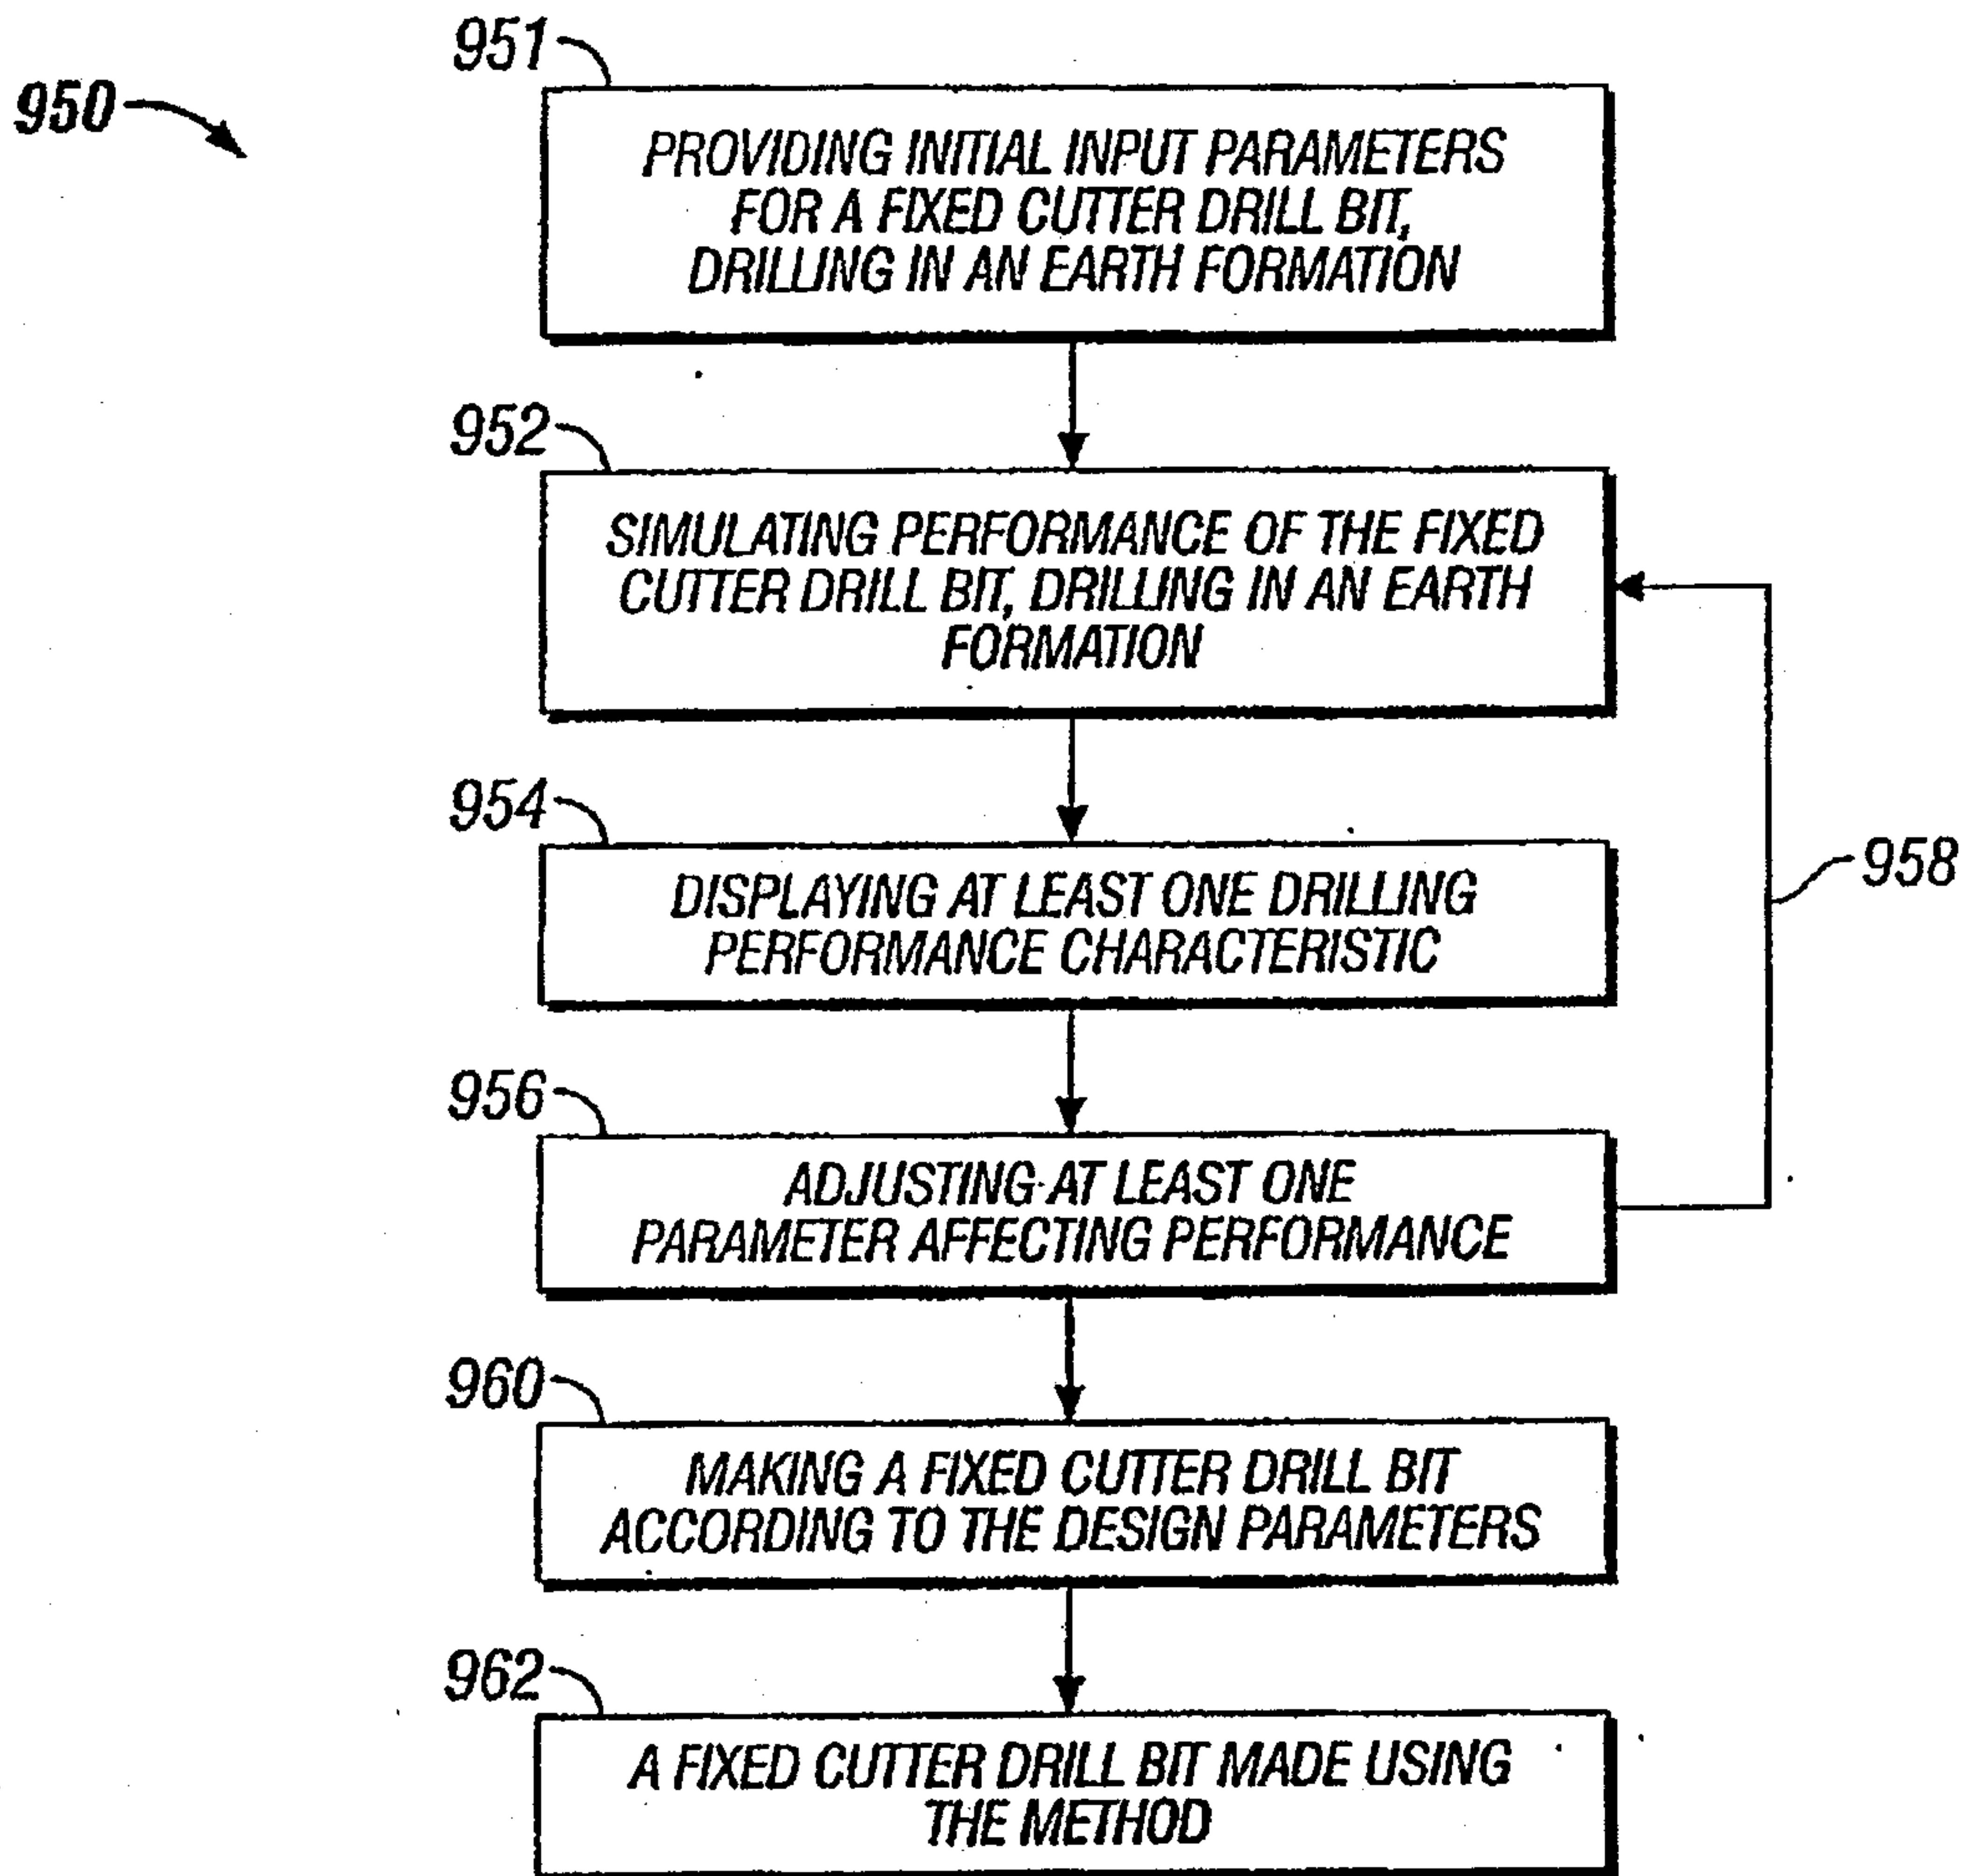 951
950
PROVIDING INITIAL INPUT PARAMETERS
FOR A FIXED CUTTER DRILL BIT,
DRILLING IN AN EARTH FORMATION
952
SIMULATING PERFORMANCE OF THE FIXED
CUTTER DRILL BIT, DRILLING IN AN EARTH
FORMATION
954
DISPLAYING AT LEAST ONE DRILLING
PERFORMANCE CHARACTERISTIC
958
956
ADJUSTING AT LEAST ONE
PARAMETER AFFECTING PERFORMANCE
960
MAKING A FIXED CUTTER DRILL BIT
ACCORDING TO THE DESIGN PARAMETERS
962
A FIXED CUTTER DRILL BIT MADE USING
THE METHOD